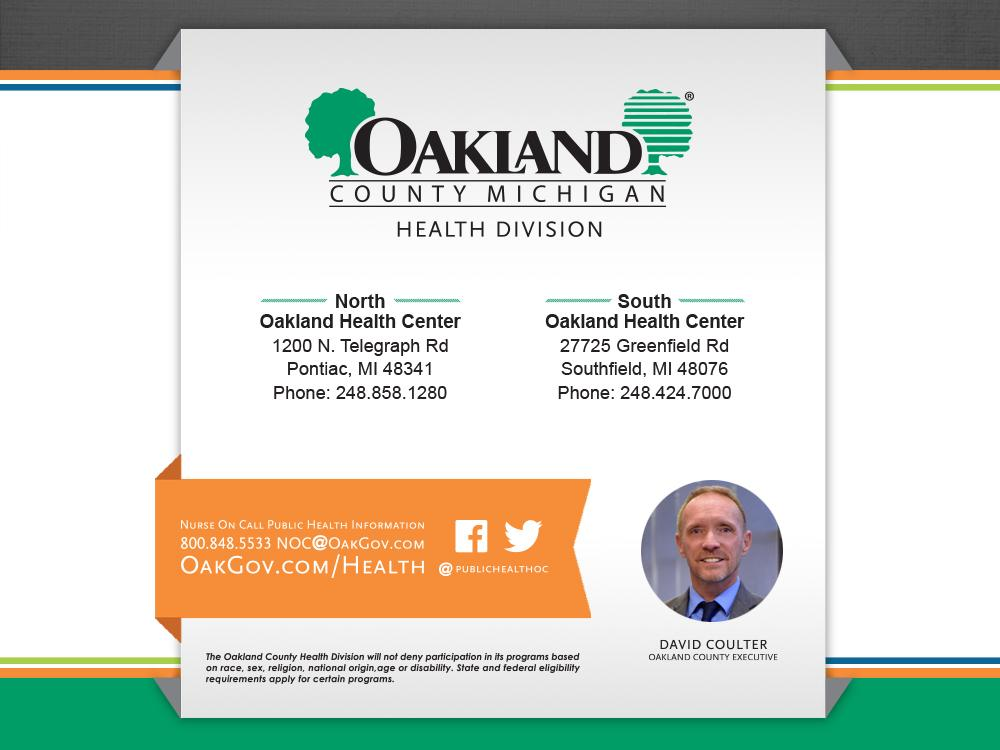 OAKLAND®
COUNTY MICHIGAN
HEALTH DIVISION
North
Oakland Health Center
1200 N. Telegraph Rd
Pontiac, MI 48341
Phone: 248.858.1280
South
Oakland Health Center
27725 Greenfield Rd
Southfield, MI 48076
Phone: 248.424.7000
Nurse On Call Public Health Information
800.848.5533 NOC@OakGov.com
OakGov.com/Health
@PUBLICHEALTHOC
DAVID COULTER
OAKLAND COUNTY EXECUTIVE
The Oakland County Health Division will not deny participation in its programs based
on race, sex, religion, national origin,age or disability. State and federal eligibility
requirements apply for certain programs.